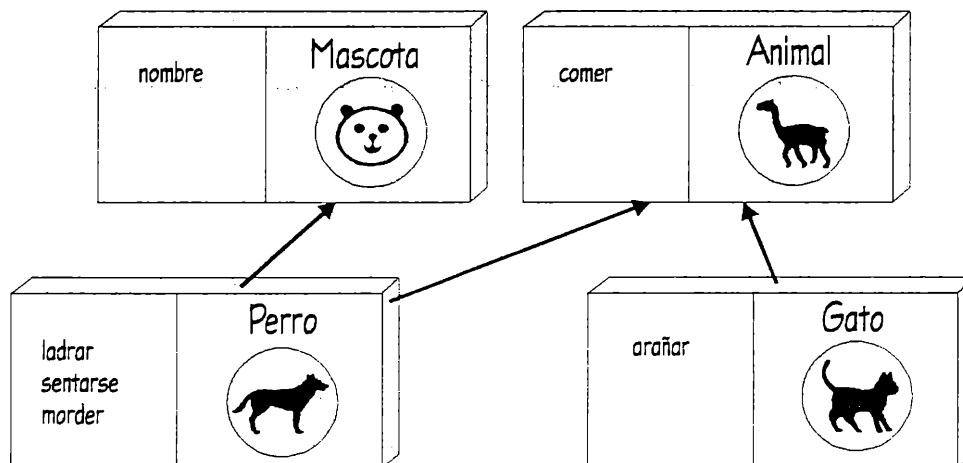 nombre
Mascota
comer
Animal
ladrar
sentarse
morder
Perro
arañar
Gato